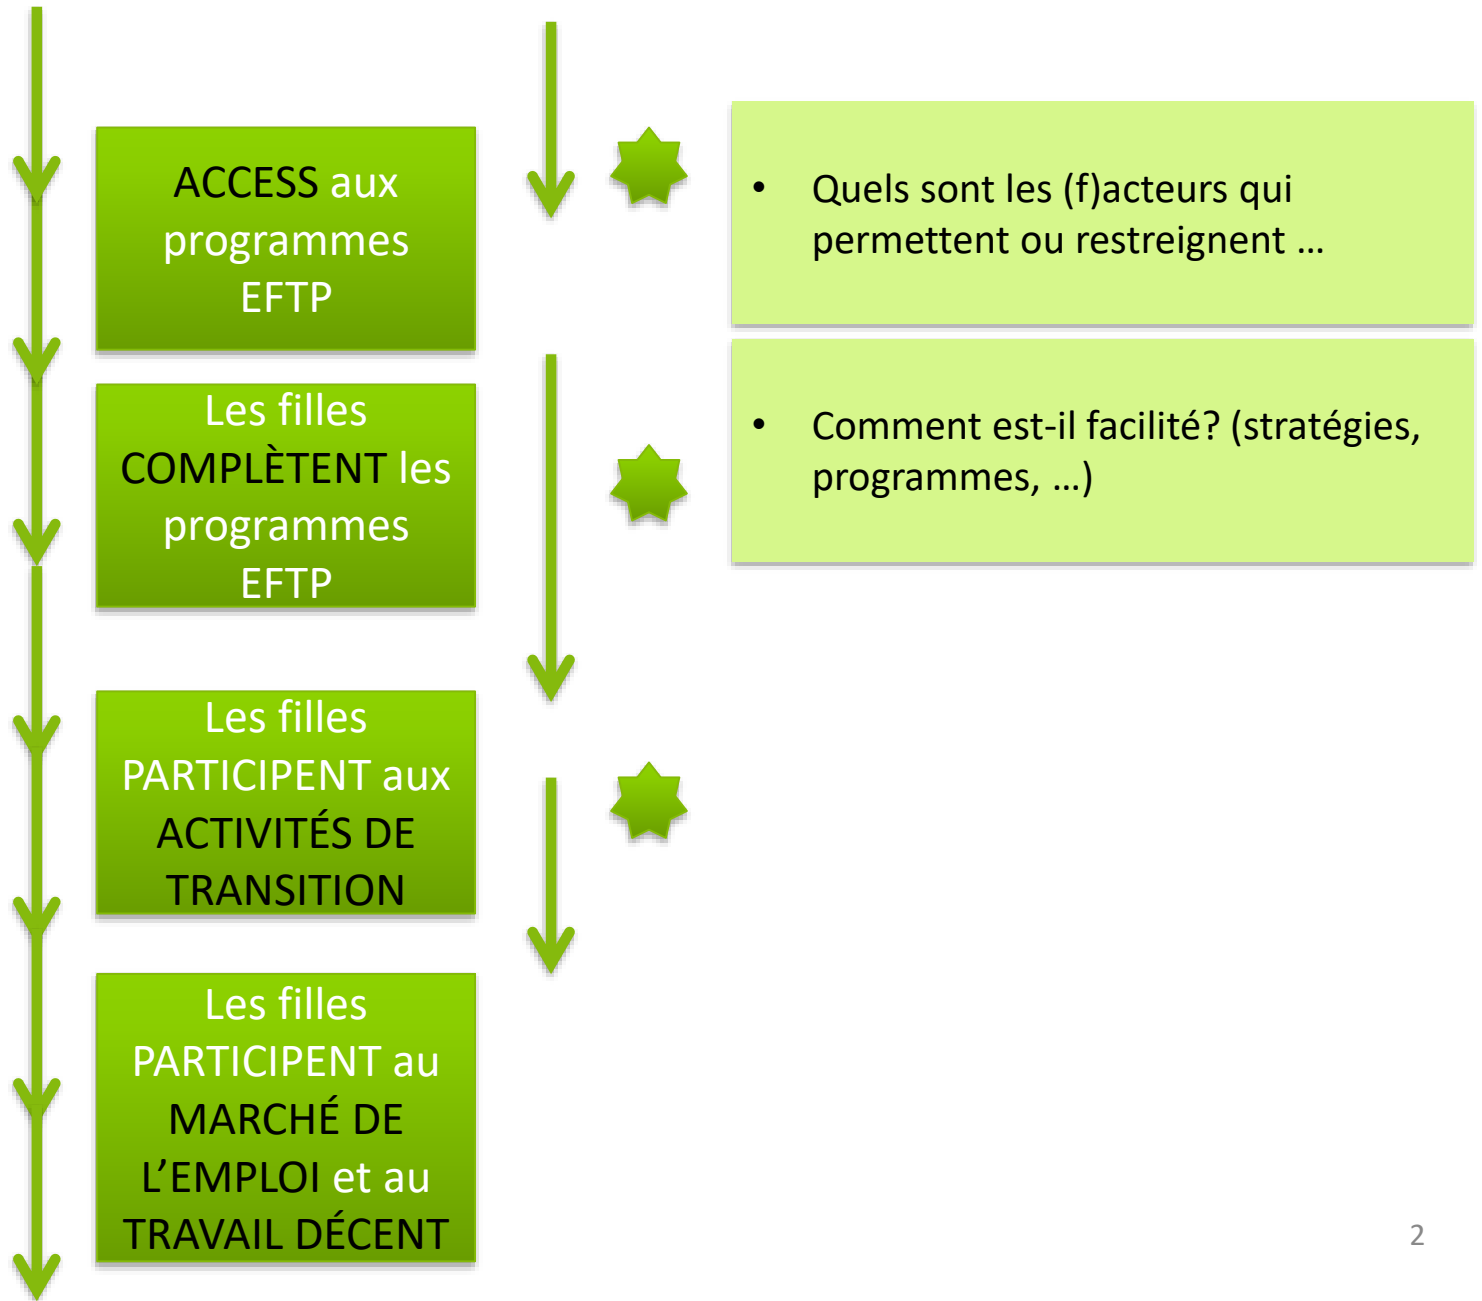 ACCESS aux
programmes
EFTP
• Quels sont les (f)acteurs qui
permettent ou restreignent …
Les filles
COMPLÈTENT les
programmes
EFTP
• Comment est-il facilité? (stratégies,
programmes, …)
Les filles
PARTICIPENT aux
ACTIVITÉS DE
TRANSITION
Les filles
PARTICIPENT au
MARCHÉ DE
L’EMPLOI et au
TRAVAIL DÉCENT
2